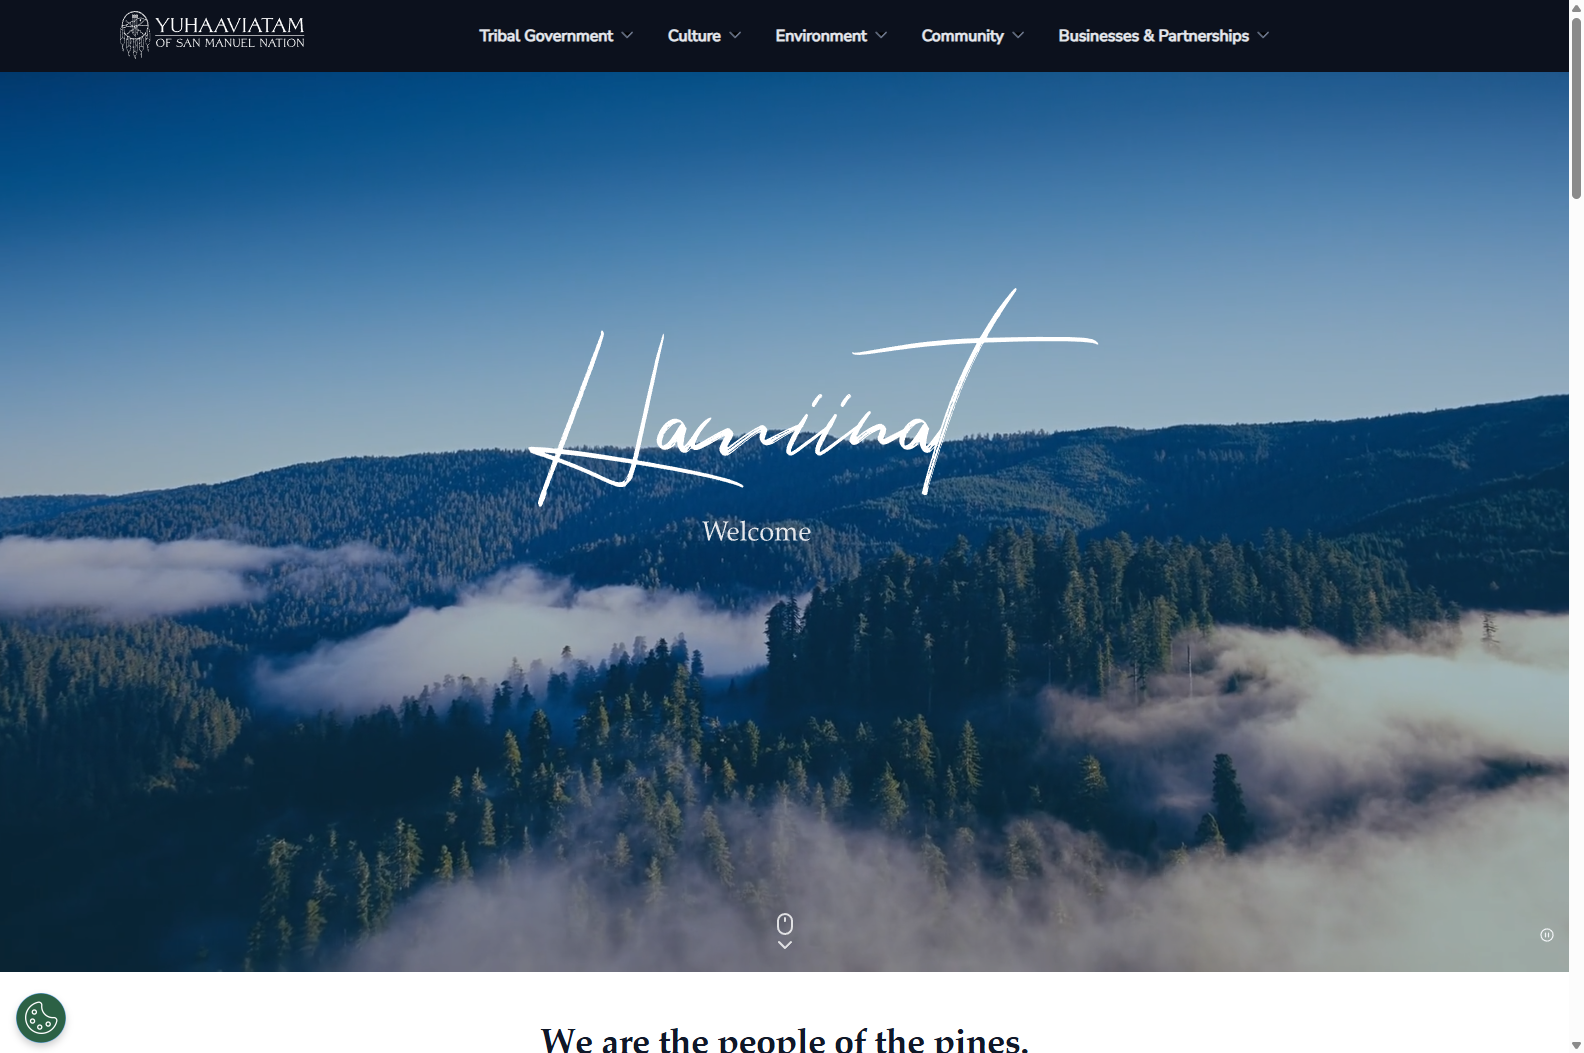 YUHAAVIATAM
OF SAN MANUEL NATION
Tribal Government
Culture
Environment
Community
Businesses & Partnerships
Hamiinat
Welcome
We are the people of the pines.